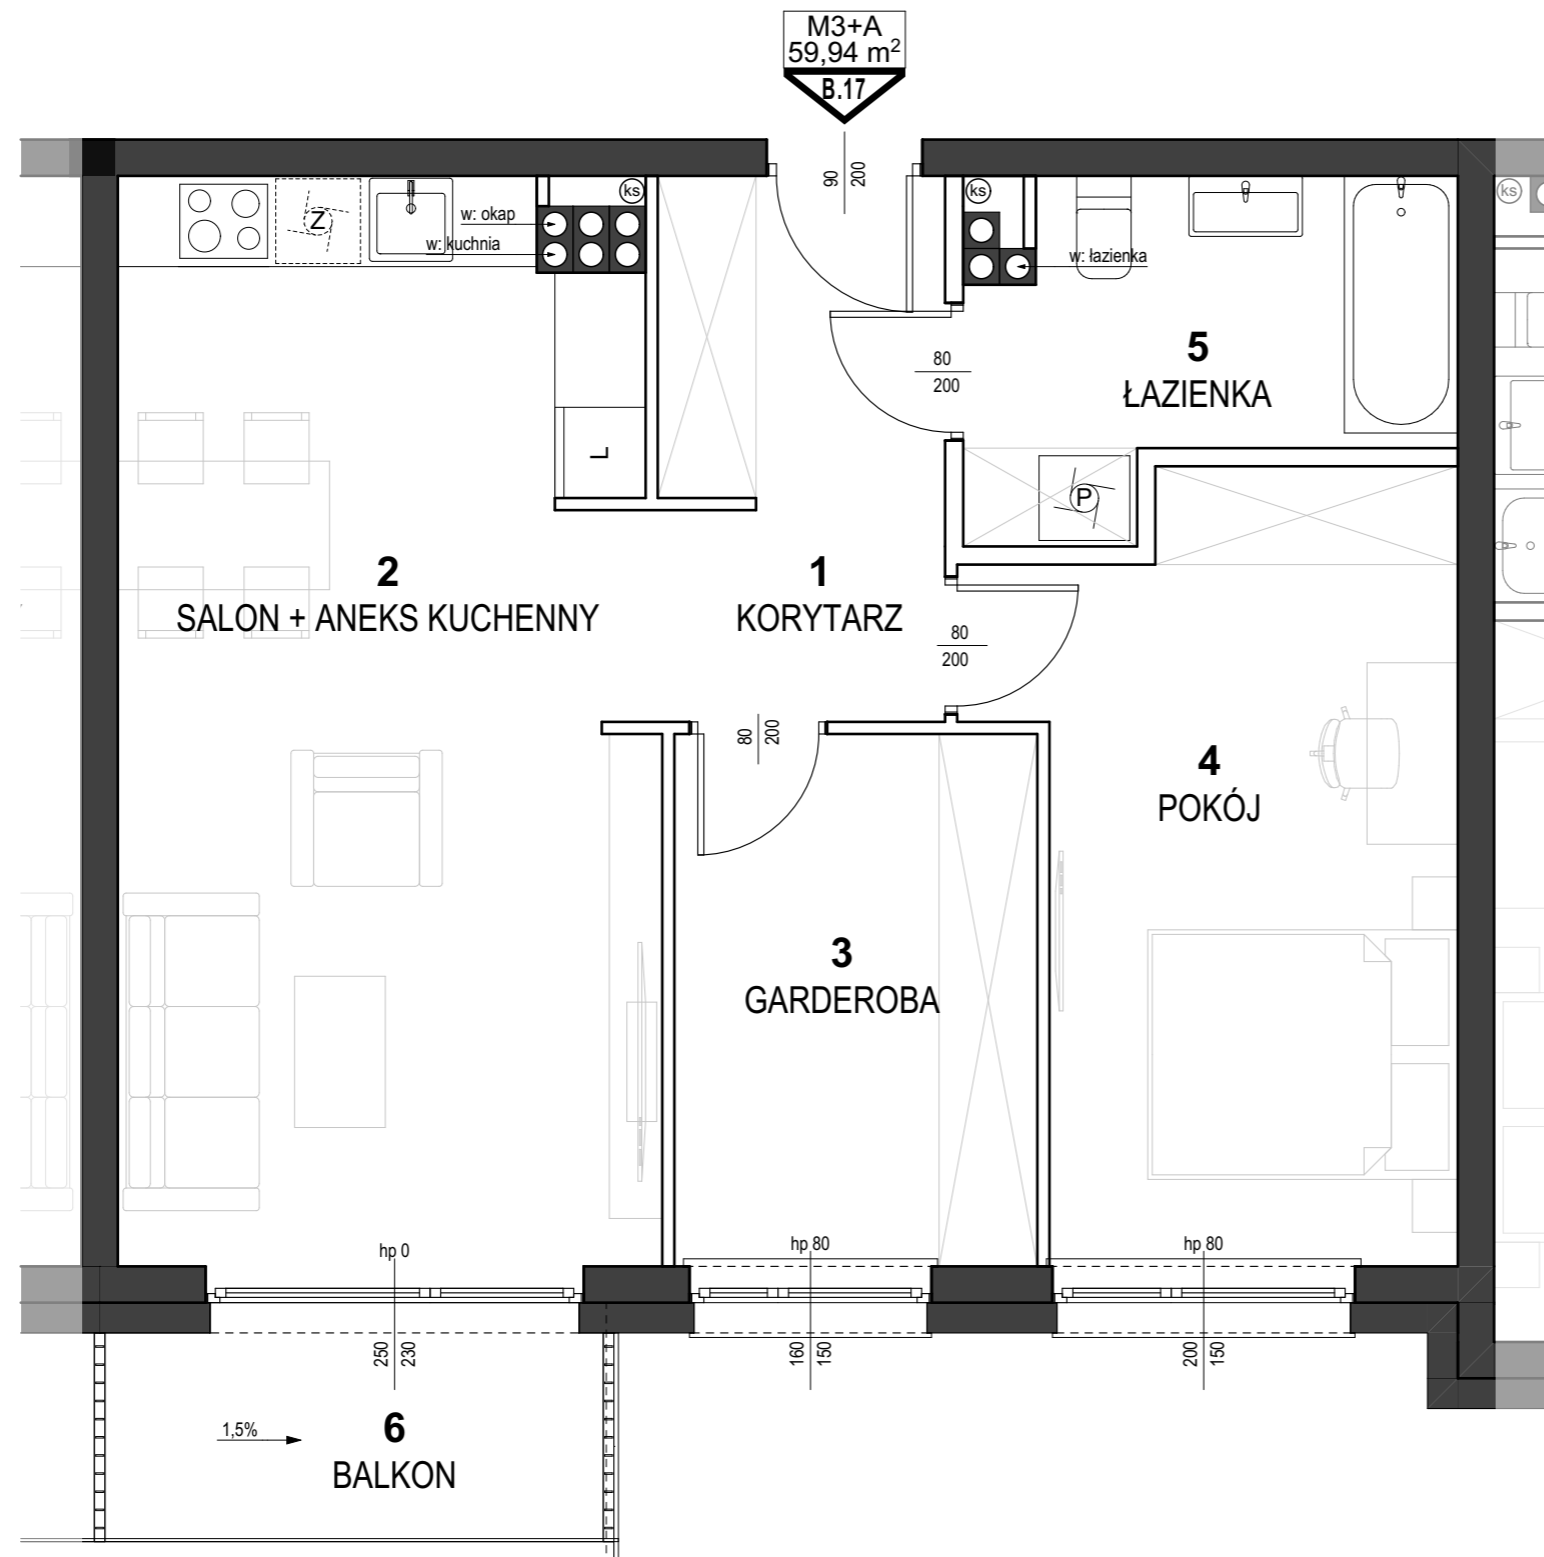 M3+A
59,94 m²
B.17
90
200
ks
ks
ks
Z
w: okap
w: kuchnia
w: łazienka
80
200
5
ŁAZIENKA
L
P
2
SALON + ANEKS KUCHENNY
1
KORYTARZ
80
200
80
200
4
POKÓJ
3
GARDEROBA
hp 0
hp 80
hp 80
250
230
160
150
200
150
1,5%
6
BALKON